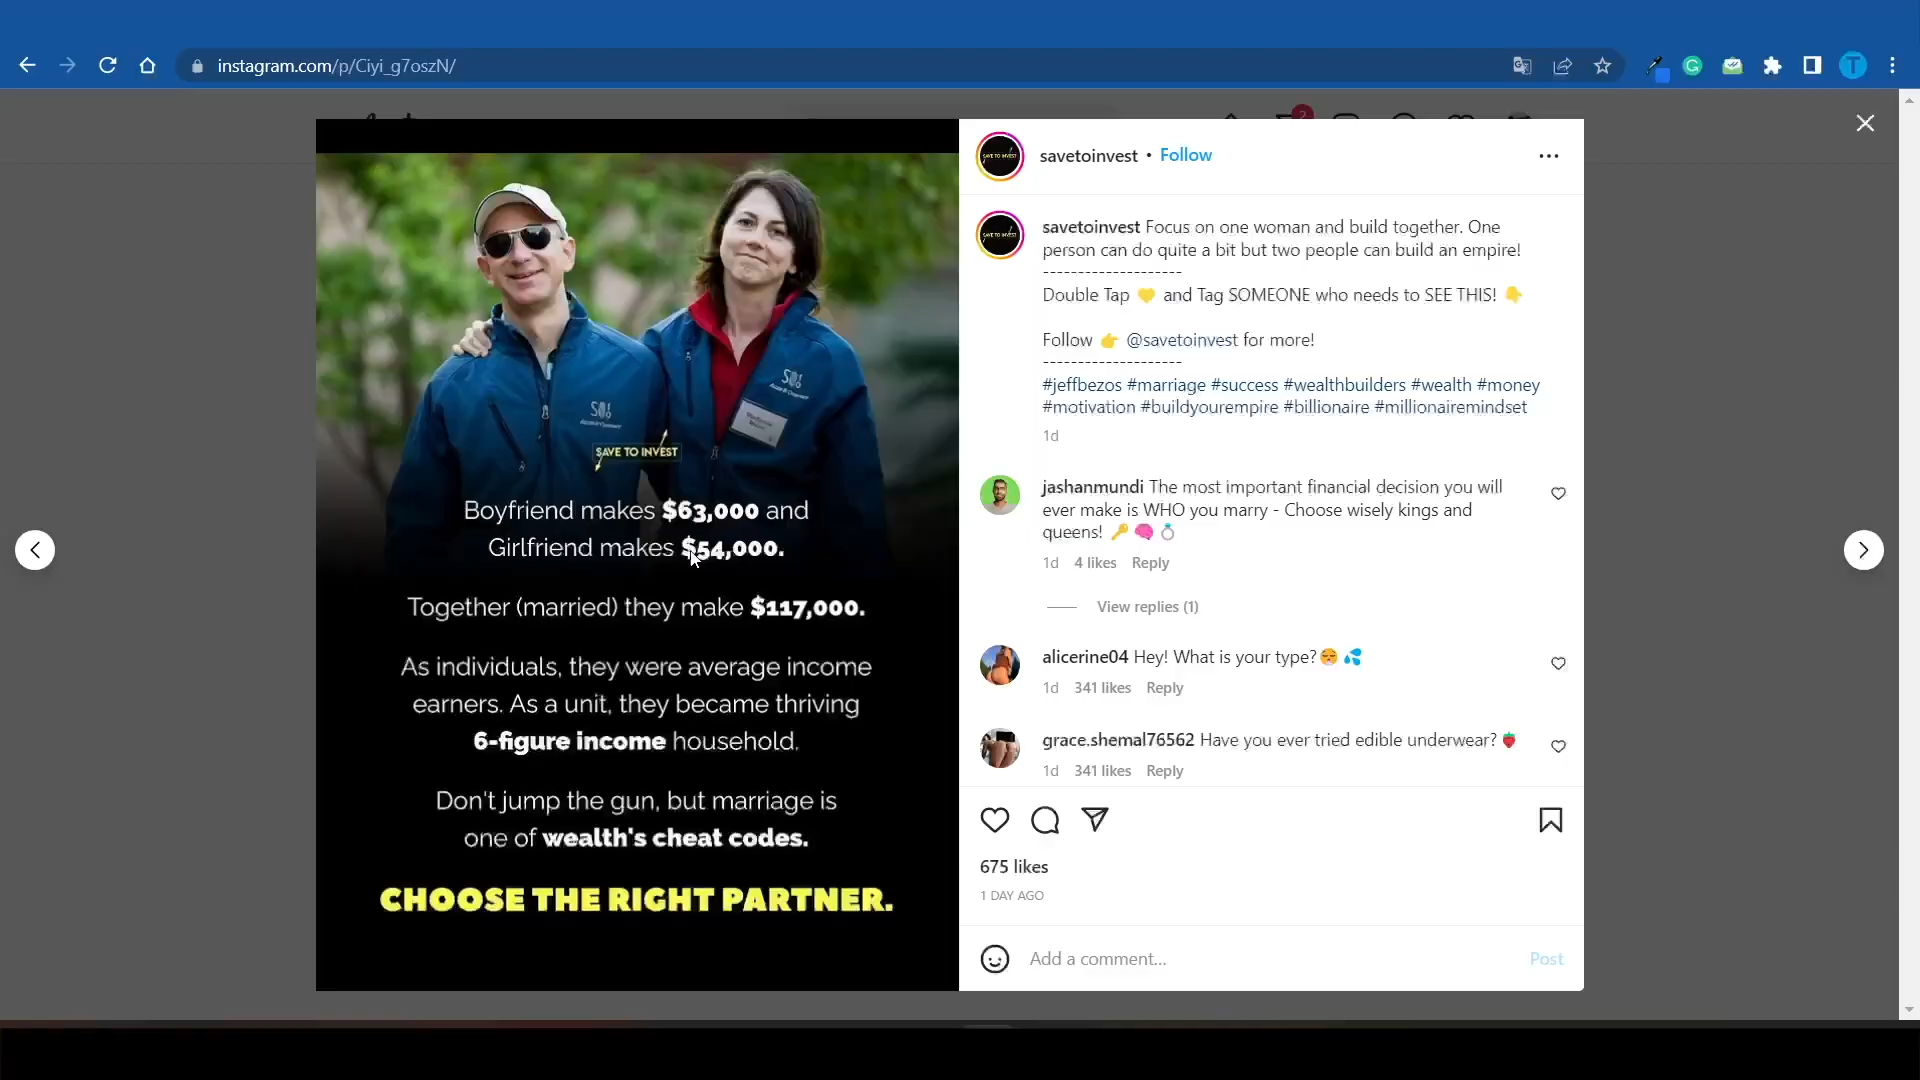 instagram.com/p/Ciyi_g7oszN/
T
2
SAVE TO INVEST
Boyfriend makes $63,000 and
Girlfriend makes $54,000.
Together (married) they make $117,000.
As individuals, they were average income
earners. As a unit, they became thriving
6-figure income household.
Don't jump the gun, but marriage is
one of wealth's cheat codes.
CHOOSE THE RIGHT PARTNER.
SAVE TO INVEST
savetoinvest • Follow
SAVE TO INVEST
savetoinvest Focus on one woman and build together. One
person can do quite a bit but two people can build an empire!
--------------------
Double Tap 💛 and Tag SOMEONE who needs to SEE THIS! 👇
Follow 👉 @savetoinvest for more!
--------------------
#jeffbezos #marriage #success #wealthbuilders #wealth #money
#motivation #buildyourempire #billionaire #millionairemindset
1d
jashanmundi The most important financial decision you will
ever make is WHO you marry - Choose wisely kings and
queens! 🔑 🧠 💍
1d 4 likes Reply
View replies (1)
alicerine04 Hey! What is your type?😮‍💨 💦
1d 341 likes Reply
grace.shemal76562 Have you ever tried edible underwear? 🍓
1d 341 likes Reply
675 likes
1 DAY AGO
Add a comment...
Post